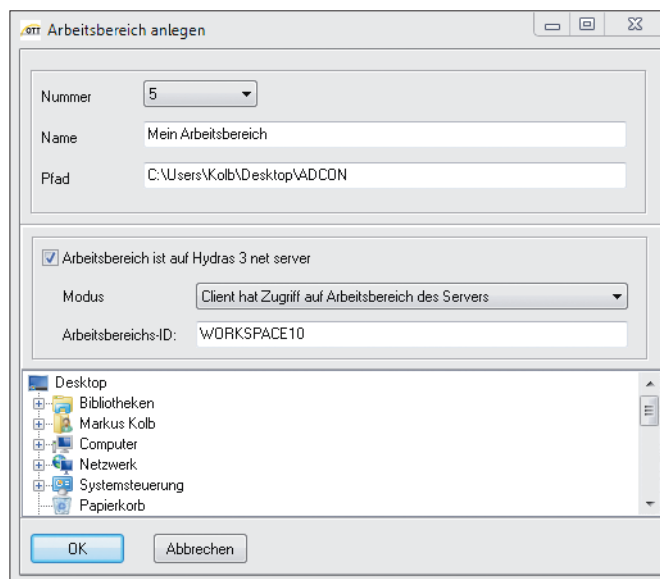 OTT Arbeitsbereich anlegen
Nummer 5
Name Mein Arbeitsbereich
Pfad C:\Users\Kolb\Desktop\ADCON
Arbeitsbereich ist auf Hydras 3 net server
Modus Client hat Zugriff auf Arbeitsbereich des Servers
Arbeitsbereichs-ID: WORKSPACE10
Desktop
Bibliotheken
Markus Kolb
Computer
Netzwerk
Systemsteuerung
Papierkorb
OK Abbrechen